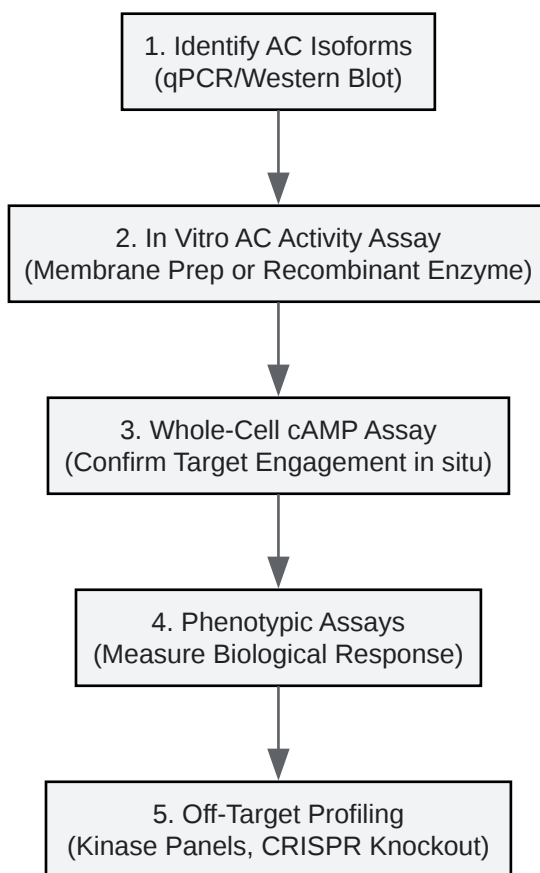 1. Identify AC Isoforms
(qPCR/Western Blot)
2. In Vitro AC Activity Assay
(Membrane Prep or Recombinant Enzyme)
3. Whole-Cell cAMP Assay
(Confirm Target Engagement in situ)
4. Phenotypic Assays
(Measure Biological Response)
5. Off-Target Profiling
(Kinase Panels, CRISPR Knockout)